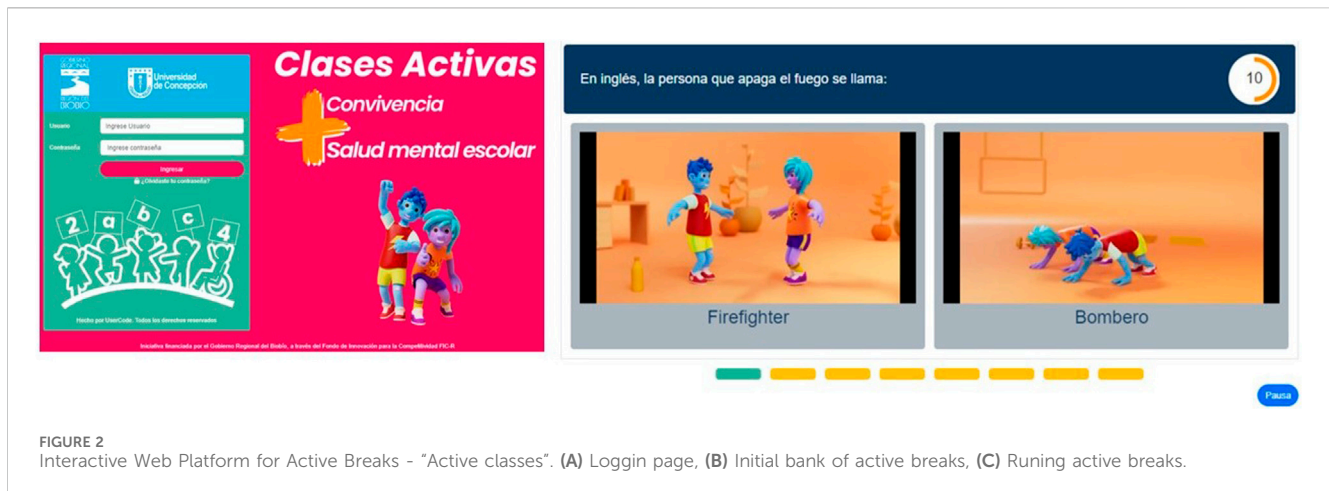 GOBIERNO
REGIONAL
REGIÓN DEL
BIOBÍO
Universidad
de Concepción
Usuario
Ingrese Usuario
Contraseña
Ingrese contraseña
Ingresar
¿Olvidaste tu contraseña?
2 a b c 4
Hecho por UserCode. Todos los derechos reservados
Clases Activas
+ Convivencia
Salud mental escolar
Iniciativa financiada por el Gobierno Regional del Biobío, a través del Fondo de Innovación para la Competitividad FIC-R
En inglés, la persona que apaga el fuego se llama:
10
Firefighter
Bombero
Pausa
FIGURE 2
Interactive Web Platform for Active Breaks - “Active classes”. (A) Loggin page, (B) Initial bank of active breaks, (C) Runing active breaks.